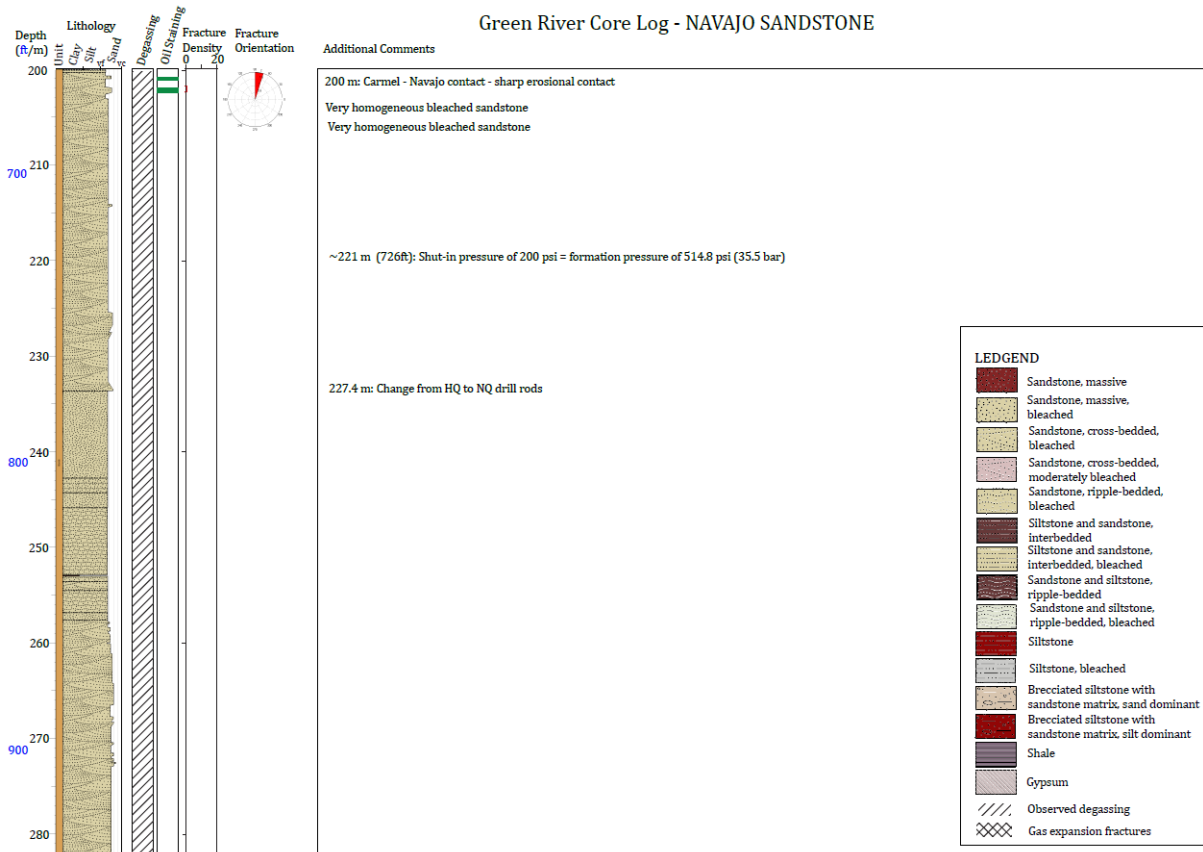 Green River Core Log - NAVAJO SANDSTONE
Depth
(ft/m)
Lithology
Unit
Clay
Silt
vf
Sand
vc
Degassing
Oil Staining
Fracture
Density
0 20
Fracture
Orientation
Additional Comments
200
200 m: Carmel - Navajo contact - sharp erosional contact
Very homogeneous bleached sandstone
Very homogeneous bleached sandstone
210
700
220
~221 m (726ft): Shut-in pressure of 200 psi = formation pressure of 514.8 psi (35.5 bar)
230
227.4 m: Change from HQ to NQ drill rods
240
800
250
260
270
900
280
LEDGEND
Sandstone, massive
Sandstone, massive,
bleached
Sandstone, cross-bedded,
bleached
Sandstone, cross-bedded,
moderately bleached
Sandstone, ripple-bedded,
bleached
Siltstone and sandstone,
interbedded
Siltstone and sandstone,
interbedded, bleached
Sandstone and siltstone,
ripple-bedded
Sandstone and siltstone,
ripple-bedded, bleached
Siltstone
Siltstone, bleached
Brecciated siltstone with
sandstone matrix, sand dominant
Brecciated siltstone with
sandstone matrix, silt dominant
Shale
Gypsum
Observed degassing
Gas expansion fractures